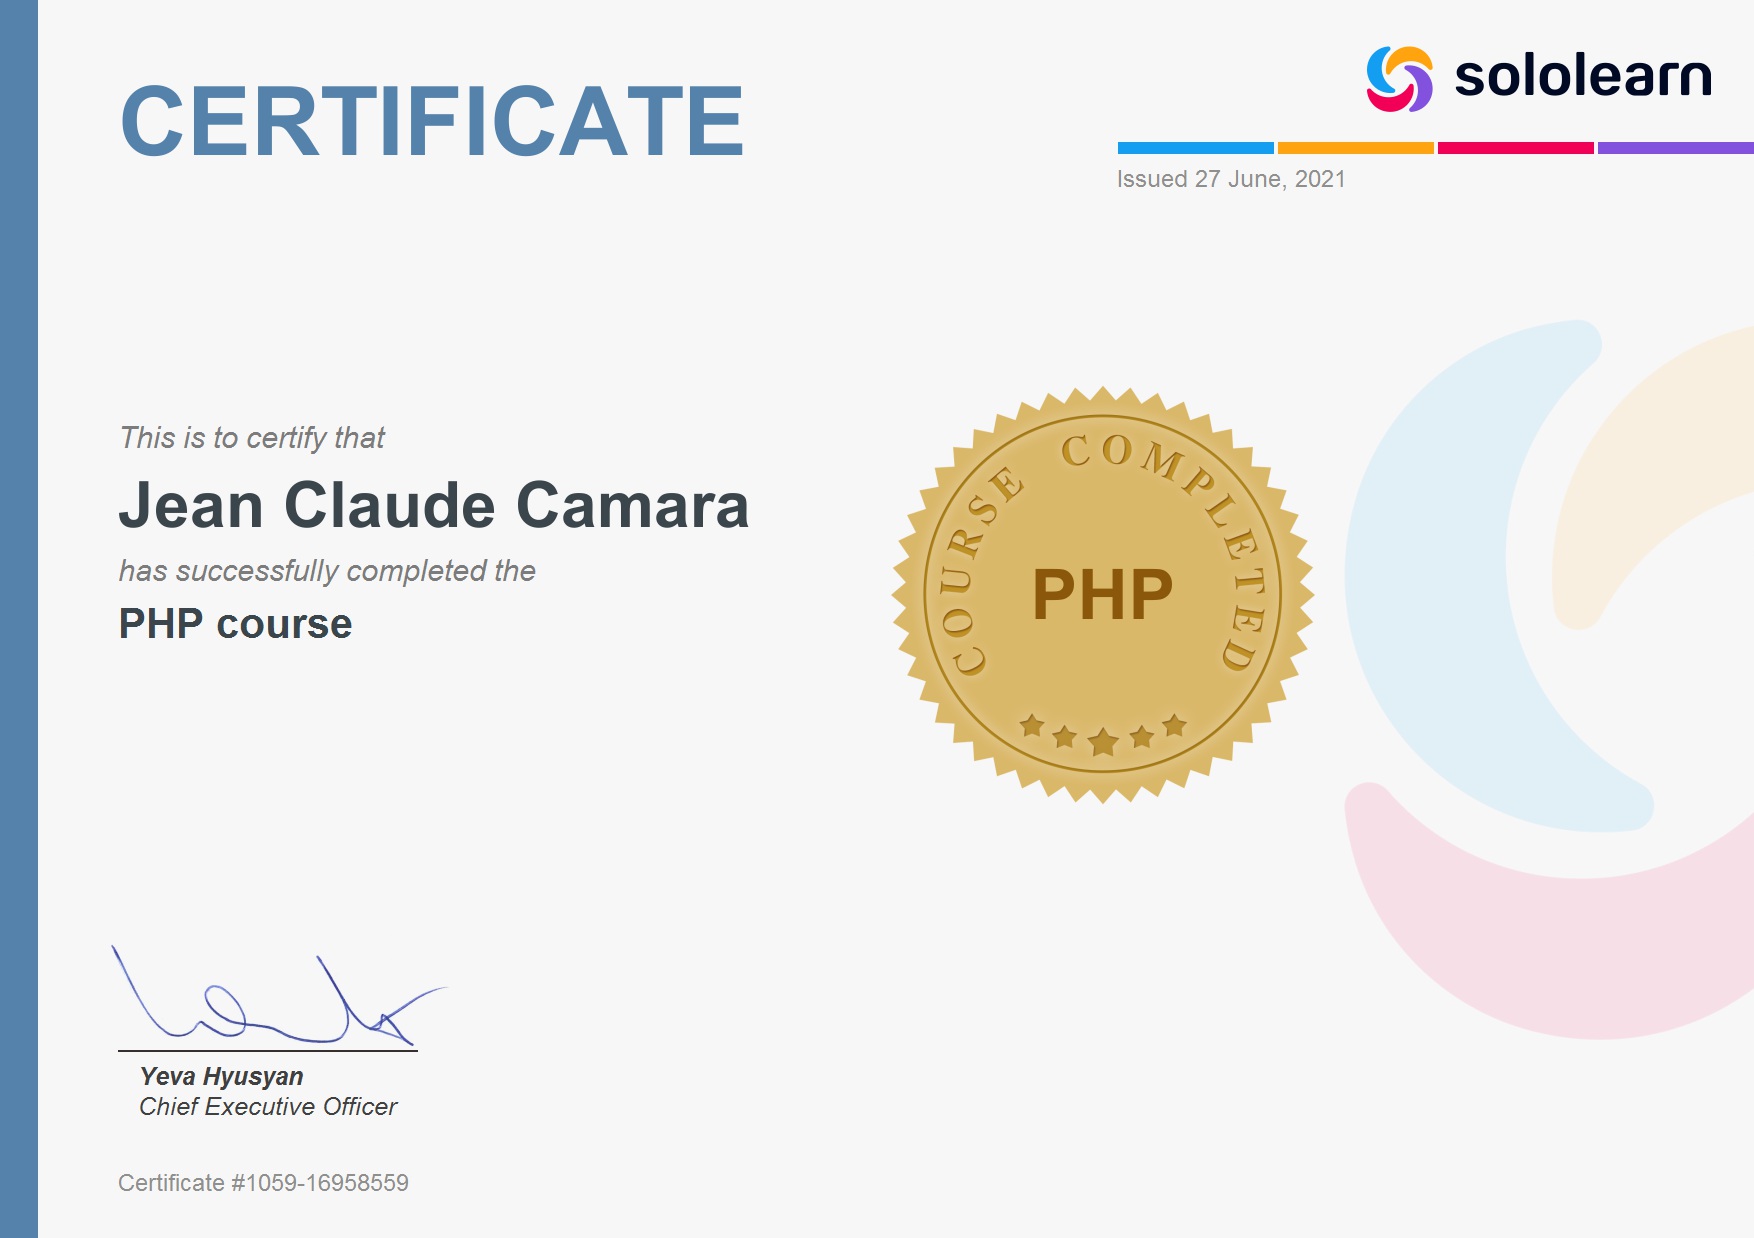 CERTIFICATE
sololearn
Issued 27 June, 2021
This is to certify that
Jean Claude Camara
has successfully completed the
PHP course
COURSE COMPLETED
PHP
Yeva Hyusyan
Chief Executive Officer
Certificate #1059-16958559